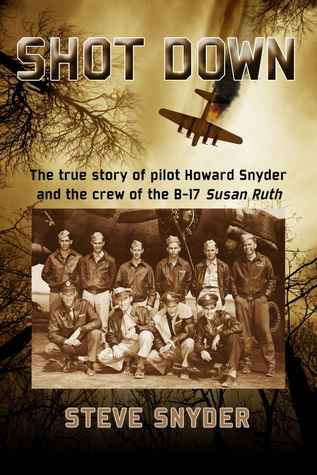 SHOT DOWN
The true story of pilot Howard Snyder
and the crew of the B-17 Susan Ruth
STEVE SNYDER